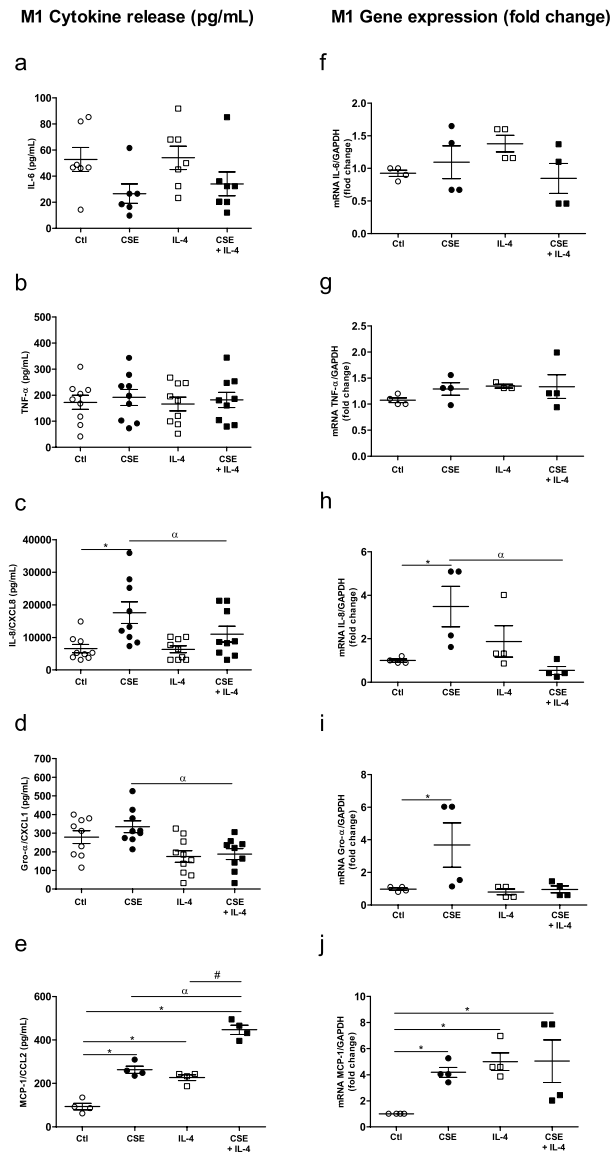 M1 Cytokine release (pg/mL)
M1 Gene expression (fold change)
a
IL-6 (pg/mL)
100
80
60
40
20
0
Ctl
CSE
IL-4
CSE
+ IL-4
f
mRNA IL-6/GAPDH
(flod change)
2.0
1.5
1.0
0.5
0.0
Ctl
CSE
IL-4
CSE
+ IL-4
b
TNF-α (pg/mL)
500
400
300
200
100
0
Ctl
CSE
IL-4
CSE
+ IL-4
g
mRNA TNF-α/GAPDH
(fold change)
2.5
2.0
1.5
1.0
0.5
0.0
Ctl
CSE
IL-4
CSE
+ IL-4
c
IL-8/CXCL8 (pg/mL)
40000
30000
20000
10000
0
*
α
Ctl
CSE
IL-4
CSE
+ IL-4
h
mRNA IL-8/GAPDH
(fold change)
6
4
2
0
*
α
Ctl
CSE
IL-4
CSE
+ IL-4
d
Gro-α/CXCL1 (pg/mL)
700
600
500
400
300
200
100
0
α
Ctl
CSE
IL-4
CSE
+ IL-4
i
mRNA Gro-α/GAPDH
(fold change)
8
6
4
2
0
*
Ctl
CSE
IL-4
CSE
+ IL-4
e
MCP-1/CCL2 (pg/mL)
600
400
200
0
#
α
*
*
*
Ctl
CSE
IL-4
CSE
+ IL-4
j
mRNA MCP-1/GAPDH
(fold change)
10
8
6
4
2
0
*
*
*
Ctl
CSE
IL-4
CSE
+ IL-4